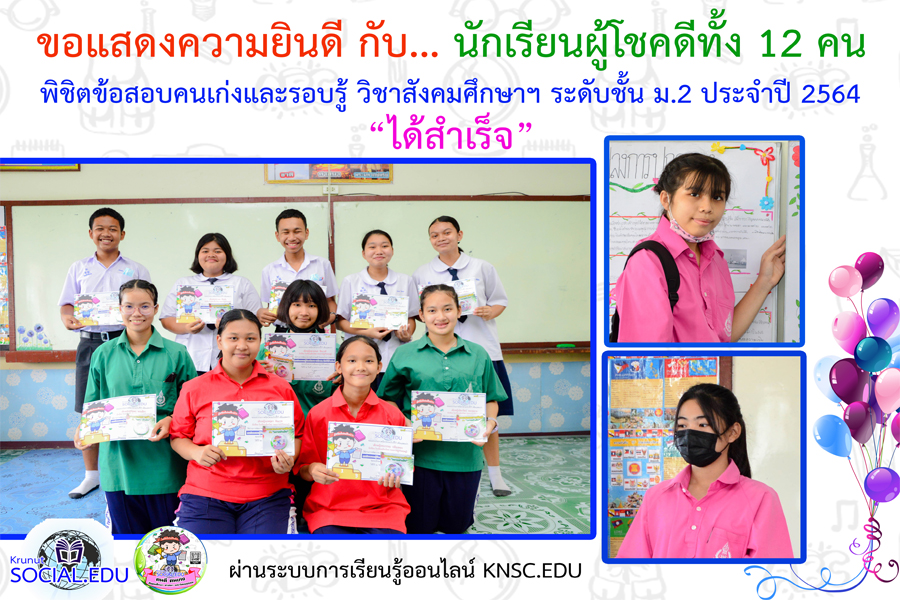 ขอแสดงความยินดี กับ... นักเรียนผู้โชคดีทั้ง 12 คน
พิชิตข้อสอบคนเก่งและรอบรู้ วิชาสังคมศึกษาฯ ระดับชั้น ม.2 ประจำปี 2564
“ได้สำเร็จ”
Krunut
SOCIAL.EDU
ผ่านระบบการเรียนรู้ออนไลน์ KNSC.EDU